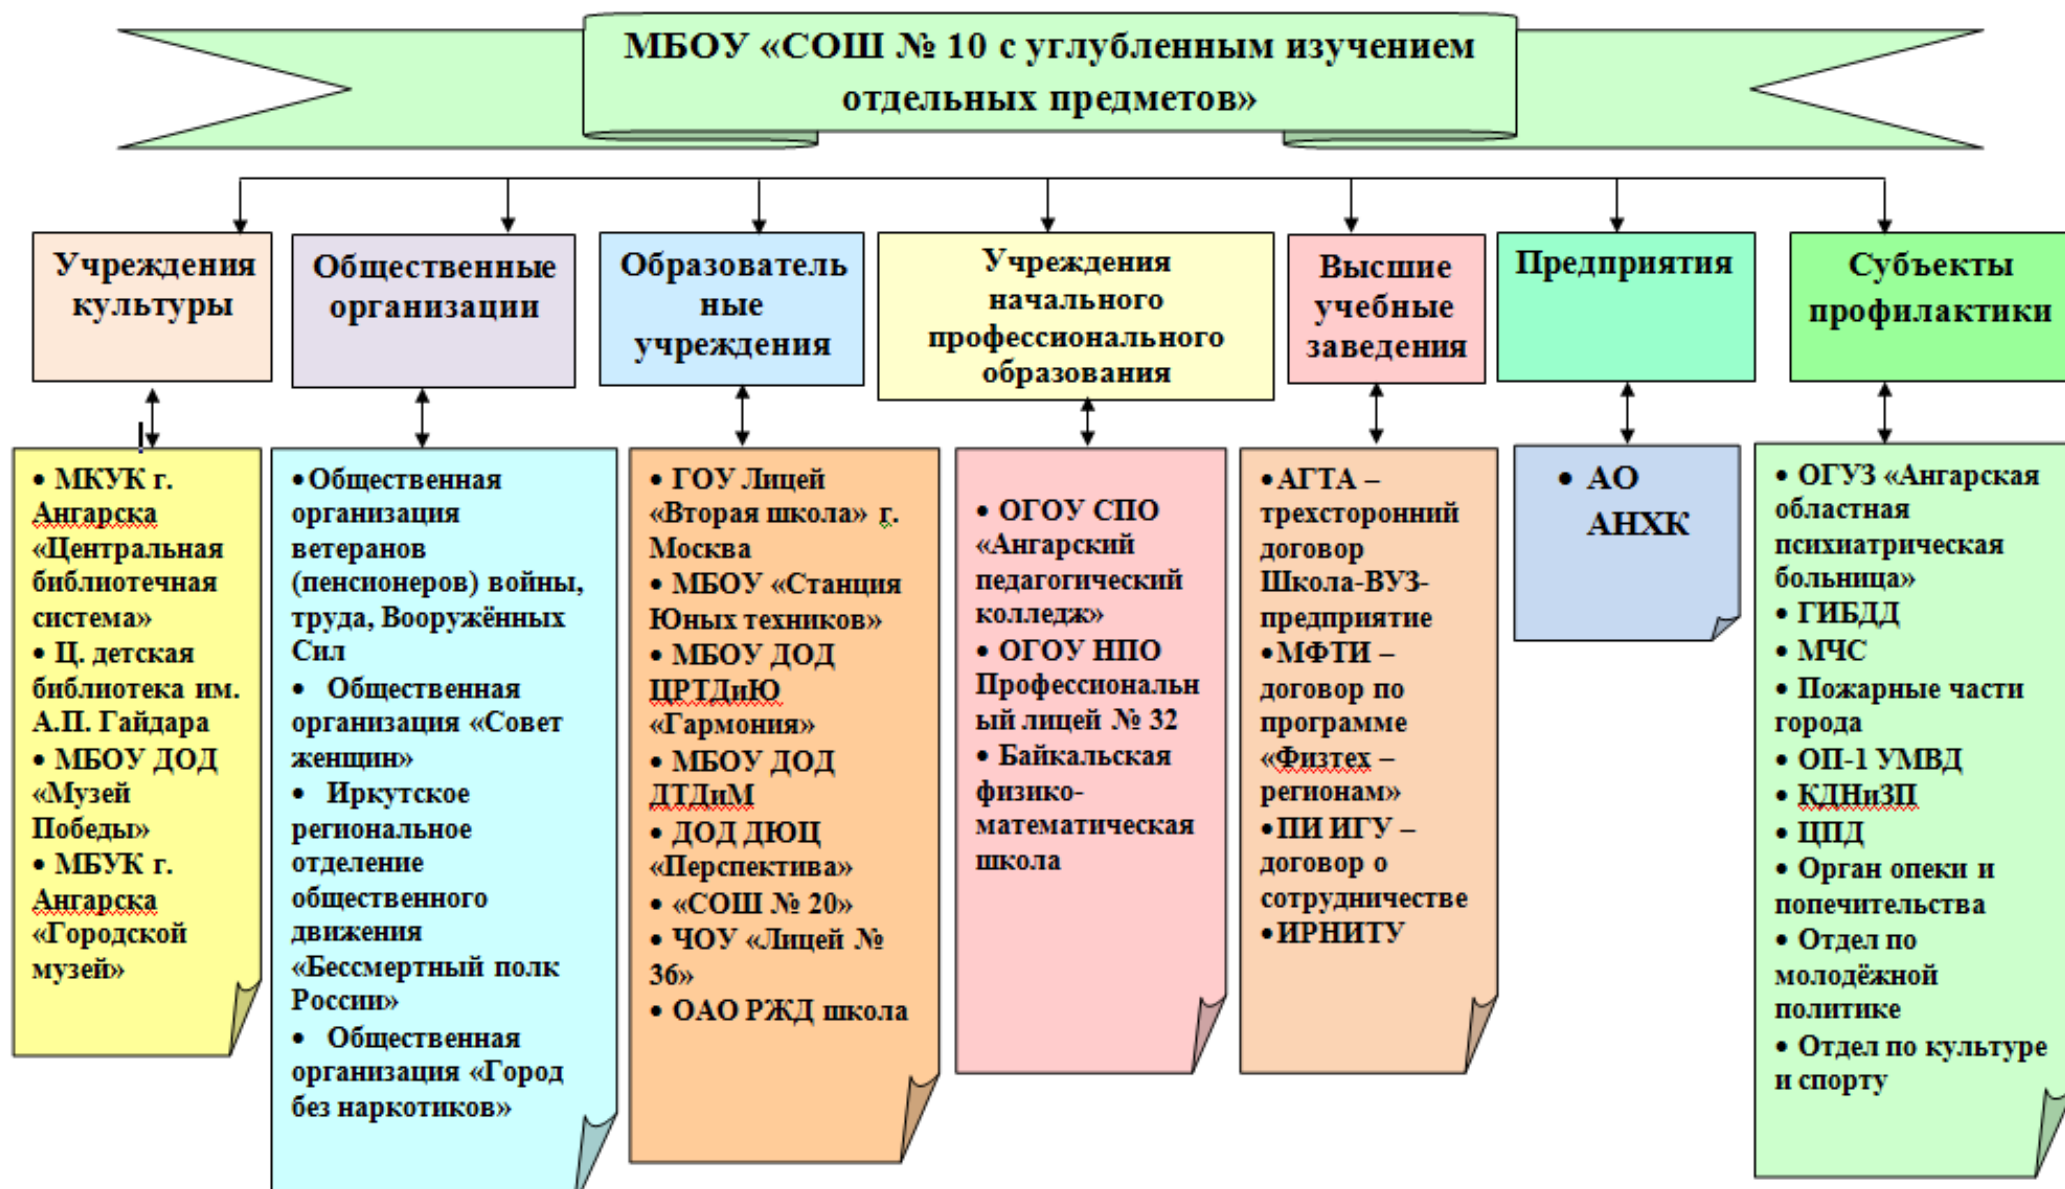 МБОУ «СОШ № 10 с углубленным изучением
отдельных предметов»
Учреждения
культуры
Общественные
организации
Образователь
ные
учреждения
Учреждения
начального
профессионального
образования
Высшие
учебные
заведения
Предприятия
Субъекты
профилактики
• МКУК г.
Ангарска
«Центральная
библиотечная
система»
• Ц. детская
библиотека им.
А.П. Гайдара
• МБОУ ДОД
«Музей
Победы»
• МБУК г.
Ангарска
«Городской
музей»
•Общественная
организация
ветеранов
(пенсионеров) войны,
труда, Вооружённых
Сил
• Общественная
организация «Совет
женщин»
• Иркутское
региональное
отделение
общественного
движения
«Бессмертный полк
России»
• Общественная
организация «Город
без наркотиков»
• ГОУ Лицей
«Вторая школа» г.
Москва
• МБОУ «Станция
Юных техников»
• МБОУ ДОД
ЦРТДиЮ
«Гармония»
• МБОУ ДОД
ДТДиМ
• ДОД ДЮЦ
«Перспектива»
• «СОШ № 20»
• ЧОУ «Лицей №
36»
• ОАО РЖД школа
• ОГОУ СПО
«Ангарский
педагогический
колледж»
• ОГОУ НПО
Профессиональн
ый лицей № 32
• Байкальская
физико-
математическая
школа
•АГТА –
трехсторонний
договор
Школа-ВУЗ-
предприятие
•МФТИ –
договор по
программе
«Физтех –
регионам»
•ПИ ИГУ –
договор о
сотрудничестве
•ИРНИТУ
• АО
АНХК
• ОГУЗ «Ангарская
областная
психиатрическая
больница»
• ГИБДД
• МЧС
• Пожарные части
города
• ОП-1 УМВД
• КДНиЗП
• ЦПД
• Орган опеки и
попечительства
• Отдел по
молодёжной
политике
• Отдел по культуре
и спорту